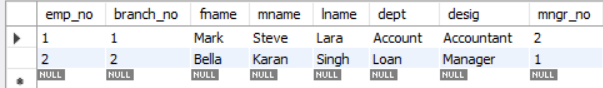 emp_no branch_no fname mname lname dept desig mngr_no
1 1 Mark Steve Lara Account Accountant 2
2 2 Bella Karan Singh Loan Manager 1
NULL NULL NULL NULL NULL NULL NULL NULL